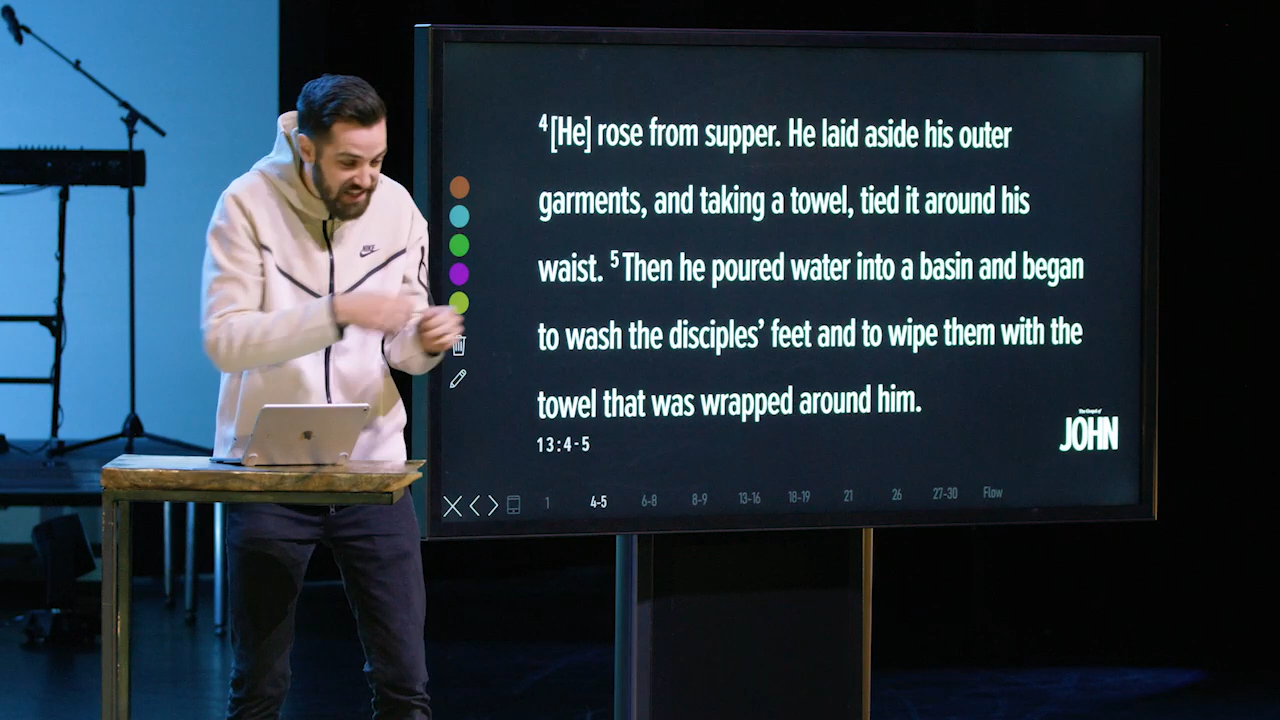 ⁴[He] rose from supper. He laid aside his outer
garments, and taking a towel, tied it around his
waist. ⁵Then he poured water into a basin and began
to wash the disciples’ feet and to wipe them with the
towel that was wrapped around him.
13:4-5
The Gospel of
JOHN
1 4-5 6-8 8-9 13-16 18-19 21 26 27-30 Flow
NIKE